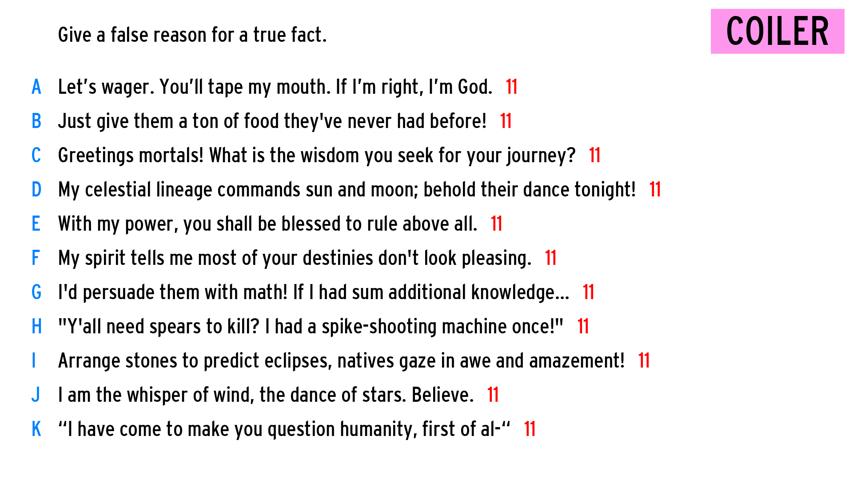 Give a false reason for a true fact.
COILER
A Let’s wager. You’ll tape my mouth. If I’m right, I’m God. 11
B Just give them a ton of food they've never had before! 11
C Greetings mortals! What is the wisdom you seek for your journey? 11
D My celestial lineage commands sun and moon; behold their dance tonight! 11
E With my power, you shall be blessed to rule above all. 11
F My spirit tells me most of your destinies don't look pleasing. 11
G I'd persuade them with math! If I had sum additional knowledge... 11
H "Y'all need spears to kill? I had a spike-shooting machine once!" 11
I Arrange stones to predict eclipses, natives gaze in awe and amazement! 11
J I am the whisper of wind, the dance of stars. Believe. 11
K “I have come to make you question humanity, first of al-“ 11